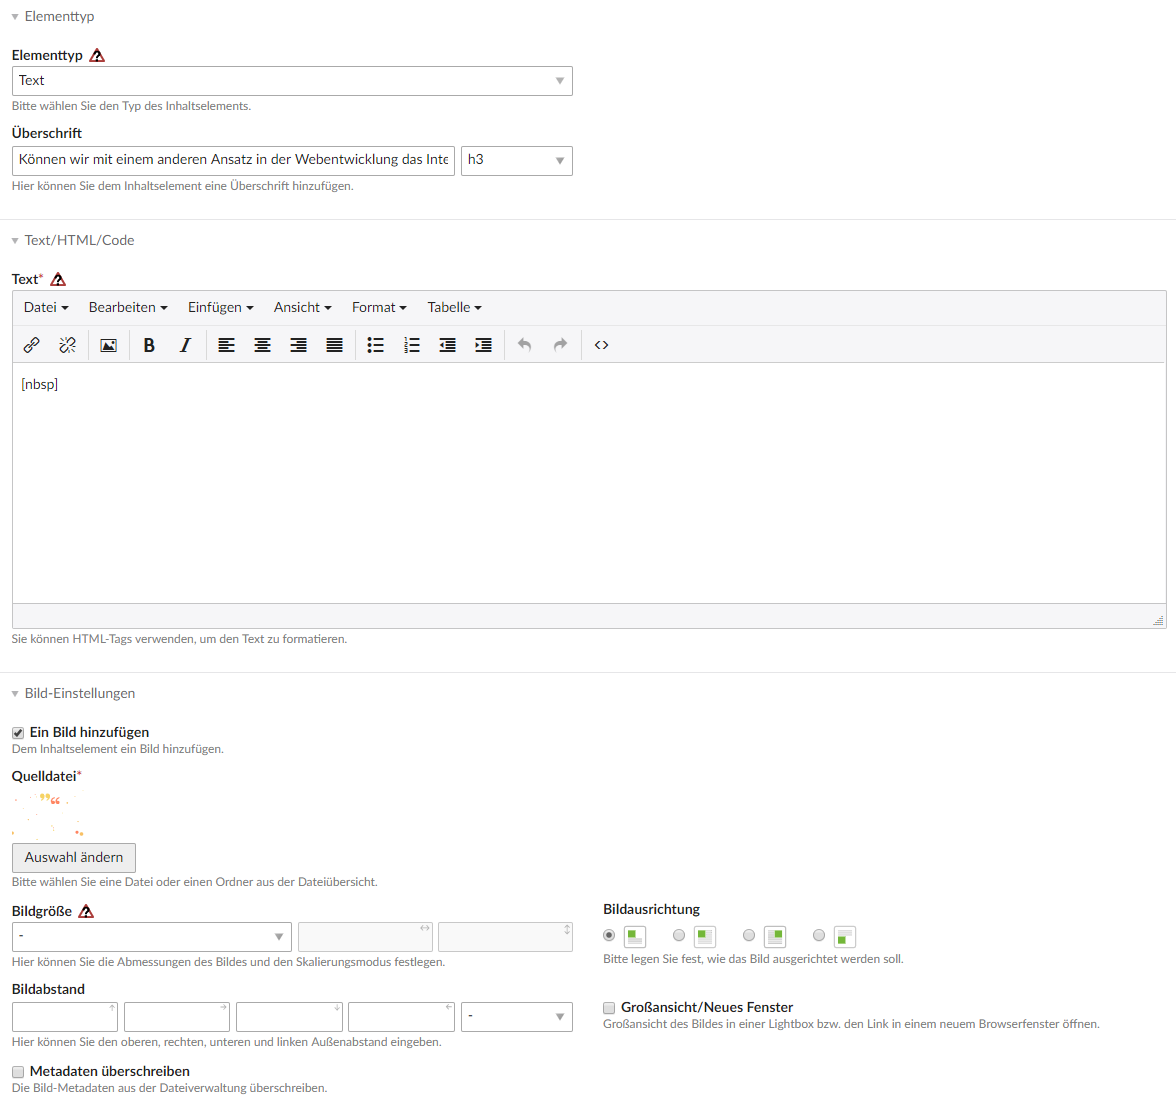 Elementtyp
Elementtyp
Text
Bitte wählen Sie den Typ des Inhaltselements.
Überschrift
Können wir mit einem anderen Ansatz in der Webentwicklung das Inte h3
Hier können Sie dem Inhaltselement eine Überschrift hinzufügen.
Text/HTML/Code
Text*
Datei Bearbeiten Einfügen Ansicht Format Tabelle
B I
[nbsp]
Sie können HTML-Tags verwenden, um den Text zu formatieren.
Bild-Einstellungen
Ein Bild hinzufügen
Dem Inhaltselement ein Bild hinzufügen.
Quelldatei*
Auswahl ändern
Bitte wählen Sie eine Datei oder einen Ordner aus der Dateiübersicht.
Bildgröße
-
Hier können Sie die Abmessungen des Bildes und den Skalierungsmodus festlegen.
Bildausrichtung
Bitte legen Sie fest, wie das Bild ausgerichtet werden soll.
Bildabstand
-
Hier können Sie den oberen, rechten, unteren und linken Außenabstand eingeben.
Großansicht/Neues Fenster
Großansicht des Bildes in einer Lightbox bzw. den Link in einem neuem Browserfenster öffnen.
Metadaten überschreiben
Die Bild-Metadaten aus der Dateiverwaltung überschreiben.